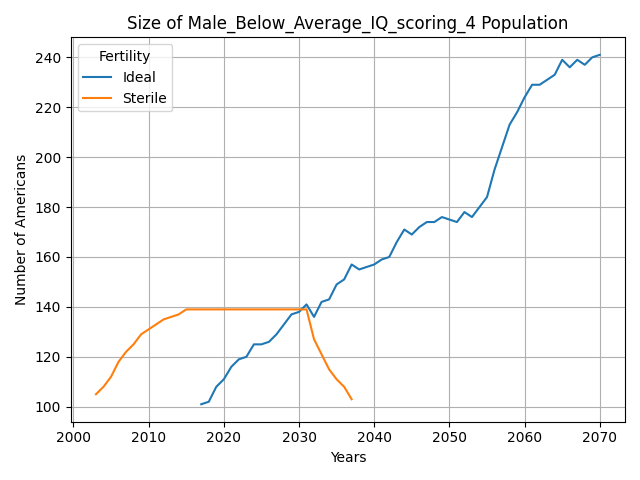 Size of Male_Below_Average_IQ_scoring_4 Population
Fertility
Ideal
Sterile
Number of Americans
240
220
200
180
160
140
120
100
2000
2010
2020
2030
2040
2050
2060
2070
Years